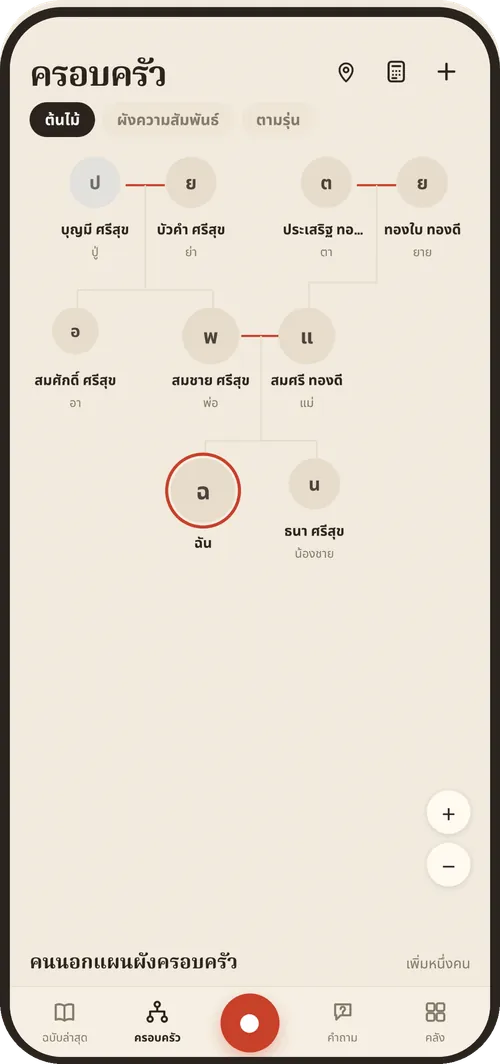 ครอบครัว
ต้นไม้ ผังความสัมพันธ์ ตามรุ่น
ป ย ต ย
บุญมี ศรีสุข บัวคำ ศรีสุข ประเสริฐ ทอ... ทองใบ ทองดี
ปู่ ย่า ตา ยาย
อ พ แ
สมศักดิ์ ศรีสุข สมชาย ศรีสุข สมศรี ทองดี
อา พ่อ แม่
ฉ น
ฉัน ธนา ศรีสุข
น้องชาย
+
−
คนนอกแผนผังครอบครัว เพิ่มหนึ่งคน
ฉบับล่าสุด ครอบครัว คำถาม คลัง